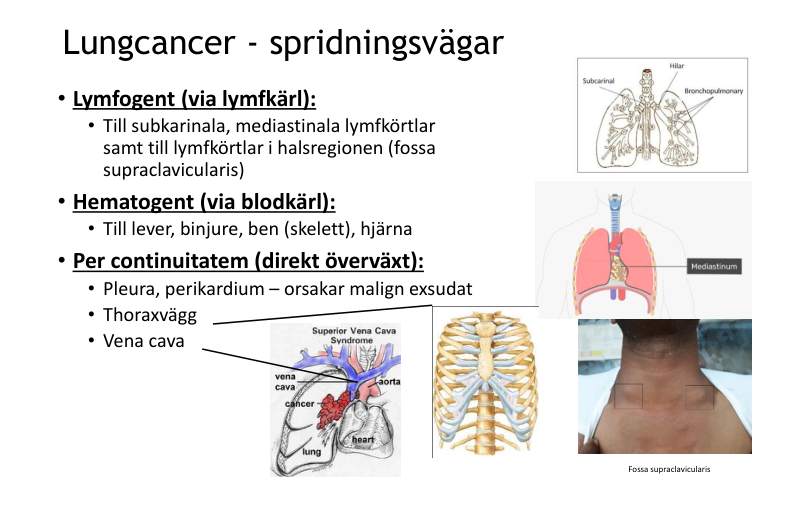 Lungcancer - spridningsvägar
• Lymfogent (via lymfkärl):
• Till subkarinala, mediastinala lymfkörtlar
samt till lymfkörtlar i halsregionen (fossa
supraclavicularis)
• Hematogent (via blodkärl):
• Till lever, binjure, ben (skelett), hjärna
• Per continuitatem (direkt överväxt):
• Pleura, perikardium – orsakar malign exsudat
• Thoraxvägg
• Vena cava
Hilar
Subcarinal
Bronchopulmonary
Mediastinum
Superior Vena Cava
Syndrome
vena
cava
aorta
cancer
heart
lung
Fossa supraclavicularis